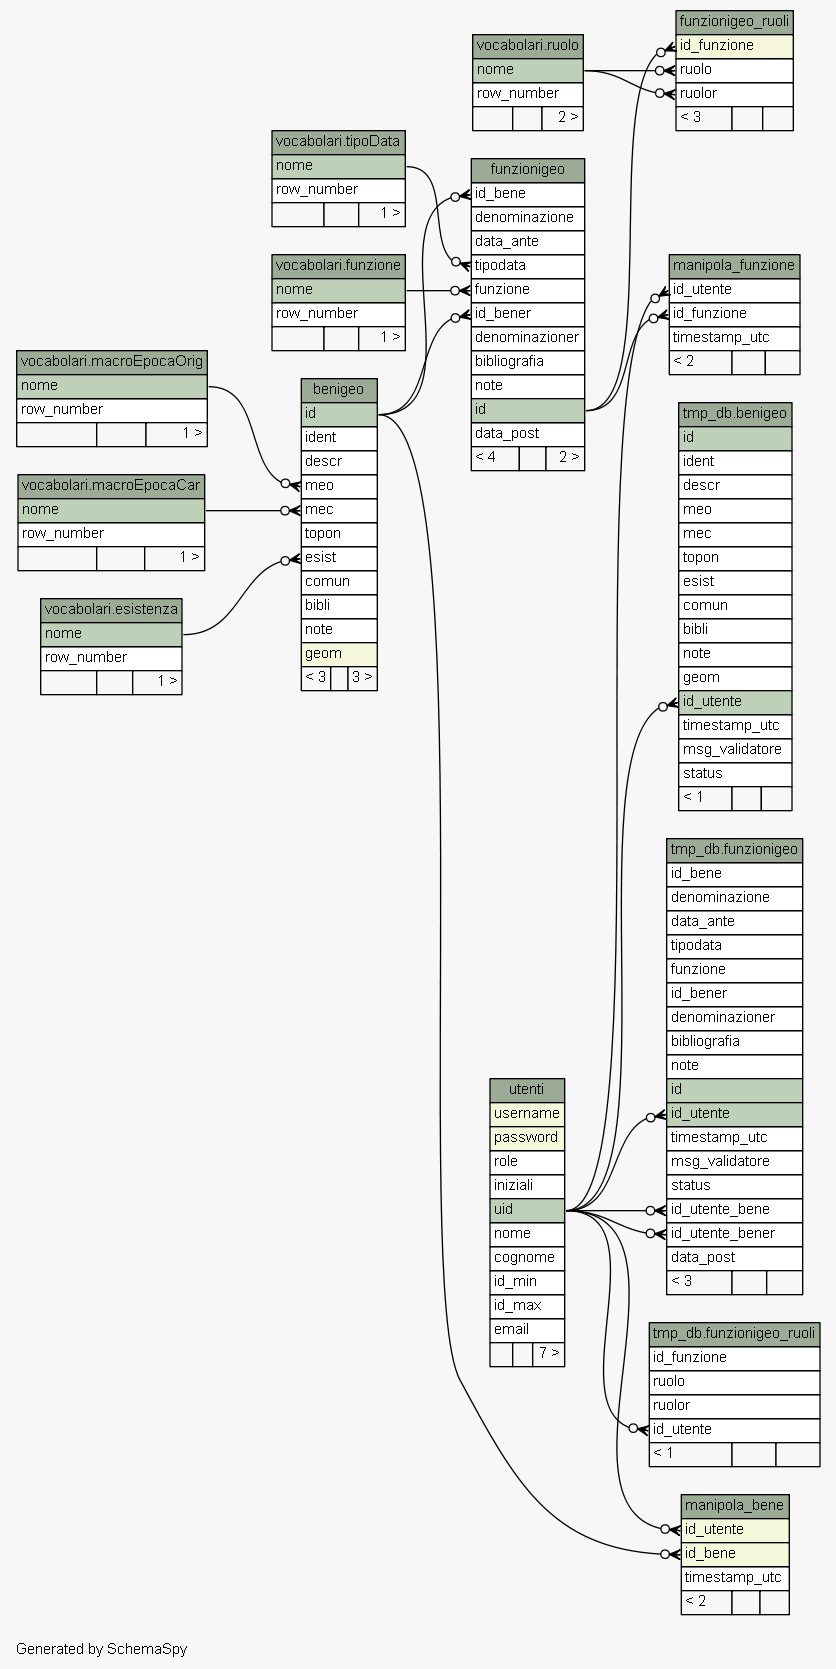 funzionigeo_ruoli
id_funzione
ruolo
ruolor
< 3
vocabolari.ruolo
nome
row_number
2 >
vocabolari.tipoData
nome
row_number
1 >
funzionigeo
id_bene
denominazione
data_ante
tipodata
funzione
id_bener
denominazioner
bibliografia
note
id
data_post
< 4 2 >
vocabolari.funzione
nome
row_number
1 >
manipola_funzione
id_utente
id_funzione
timestamp_utc
< 2
vocabolari.macroEpocaOrig
nome
row_number
1 >
benigeo
id
ident
descr
meo
mec
topon
esist
comun
bibli
note
geom
< 3 3 >
vocabolari.macroEpocaCar
nome
row_number
1 >
vocabolari.esistenza
nome
row_number
1 >
tmp_db.benigeo
id
ident
descr
meo
mec
topon
esist
comun
bibli
note
geom
id_utente
timestamp_utc
msg_validatore
status
< 1
tmp_db.funzionigeo
id_bene
denominazione
data_ante
tipodata
funzione
id_bener
denominazioner
bibliografia
note
id
id_utente
timestamp_utc
msg_validatore
status
id_utente_bene
id_utente_bener
data_post
< 3
utenti
username
password
role
iniziali
uid
nome
cognome
id_min
id_max
email
7 >
tmp_db.funzionigeo_ruoli
id_funzione
ruolo
ruolor
id_utente
< 1
manipola_bene
id_utente
id_bene
timestamp_utc
< 2
Generated by SchemaSpy